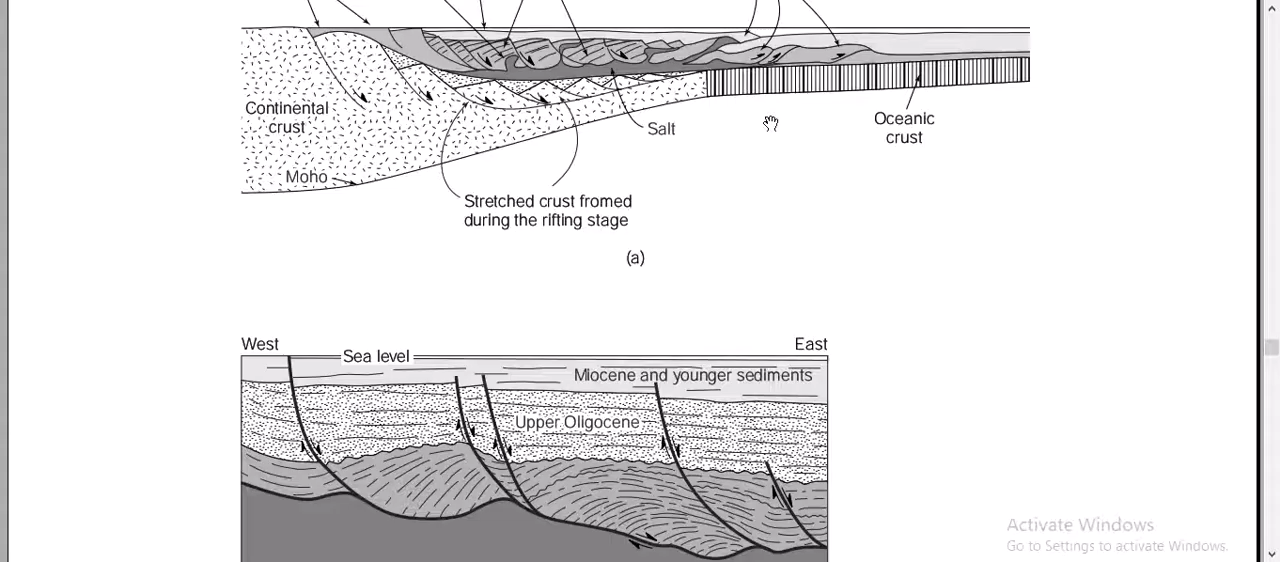 Continental
crust
Salt
Oceanic
crust
Moho
Stretched crust fromed
during the rifting stage
(a)
West
East
Sea level
Miocene and younger sediments
Upper Oligocene
Activate Windows
Go to Settings to activate Windows.